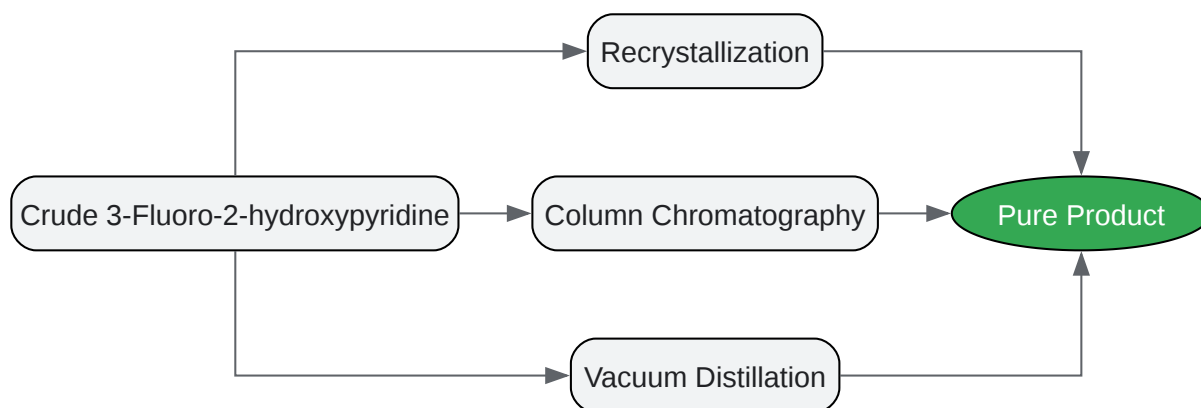 Recrystallization
Crude 3-Fluoro-2-hydroxypyridine
Column Chromatography
Pure Product
Vacuum Distillation